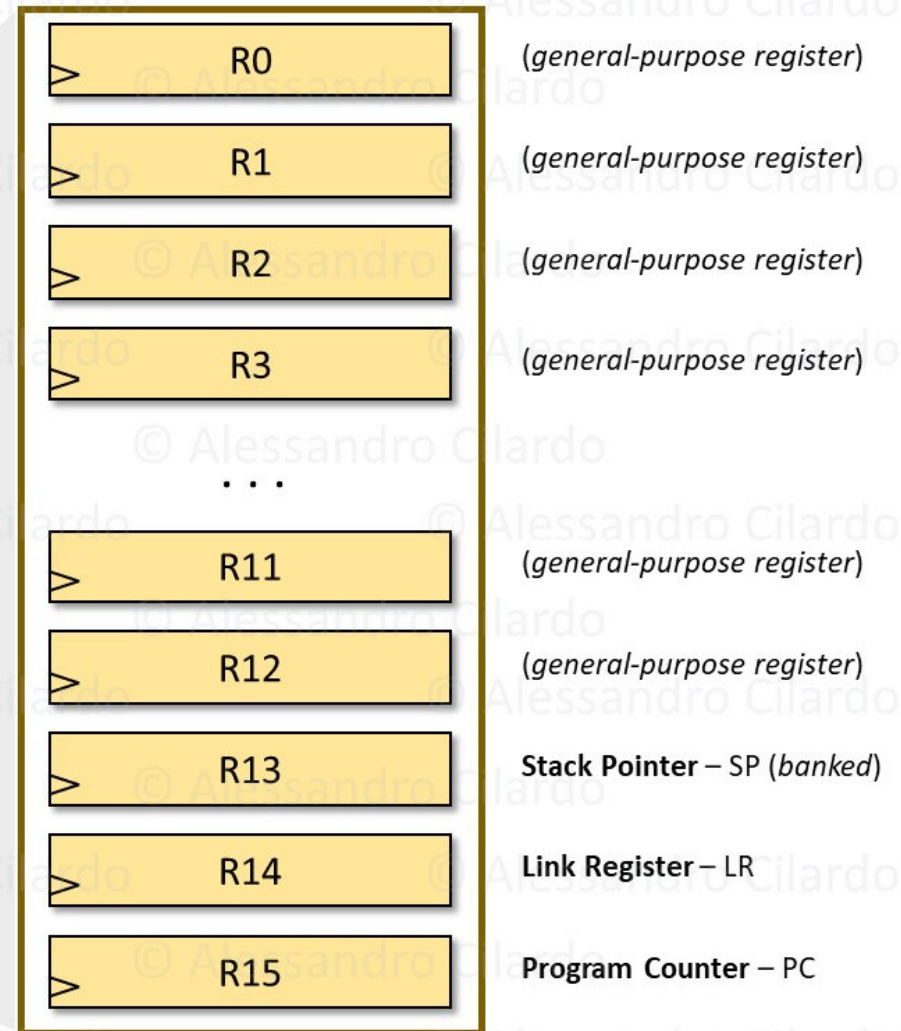 R0 (general-purpose register)
R1 (general-purpose register)
R2 (general-purpose register)
R3 (general-purpose register)
. . .
R11 (general-purpose register)
R12 (general-purpose register)
R13 Stack Pointer – SP (banked)
R14 Link Register – LR
R15 Program Counter – PC
© Alessandro Cilardo